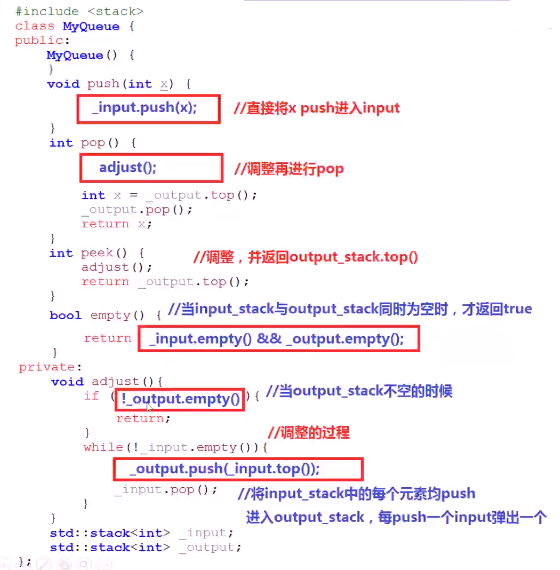 #include <stack>
class MyQueue {
public:
MyQueue() {
}
void push(int x) {
_input.push(x); //直接将x push进入input
}
int pop() {
adjust(); //调整再进行pop
int x = _output.top();
_output.pop();
return x;
}
int peek() { //调整，并返回output_stack.top()
adjust();
return _output.top();
}
bool empty() { //当input_stack与output_stack同时为空时，才返回true
return _input.empty() && _output.empty();
}
private:
void adjust(){
if ( !_output.empty() ){ //当output_stack不空的时候
return;
}
//调整的过程
while(!_input.empty()){
_output.push(_input.top());
_input.pop(); //将input_stack中的每个元素均push
} 进入output_stack，每push一个input弹出一个
}
std::stack<int> _input;
std::stack<int> _output;
};